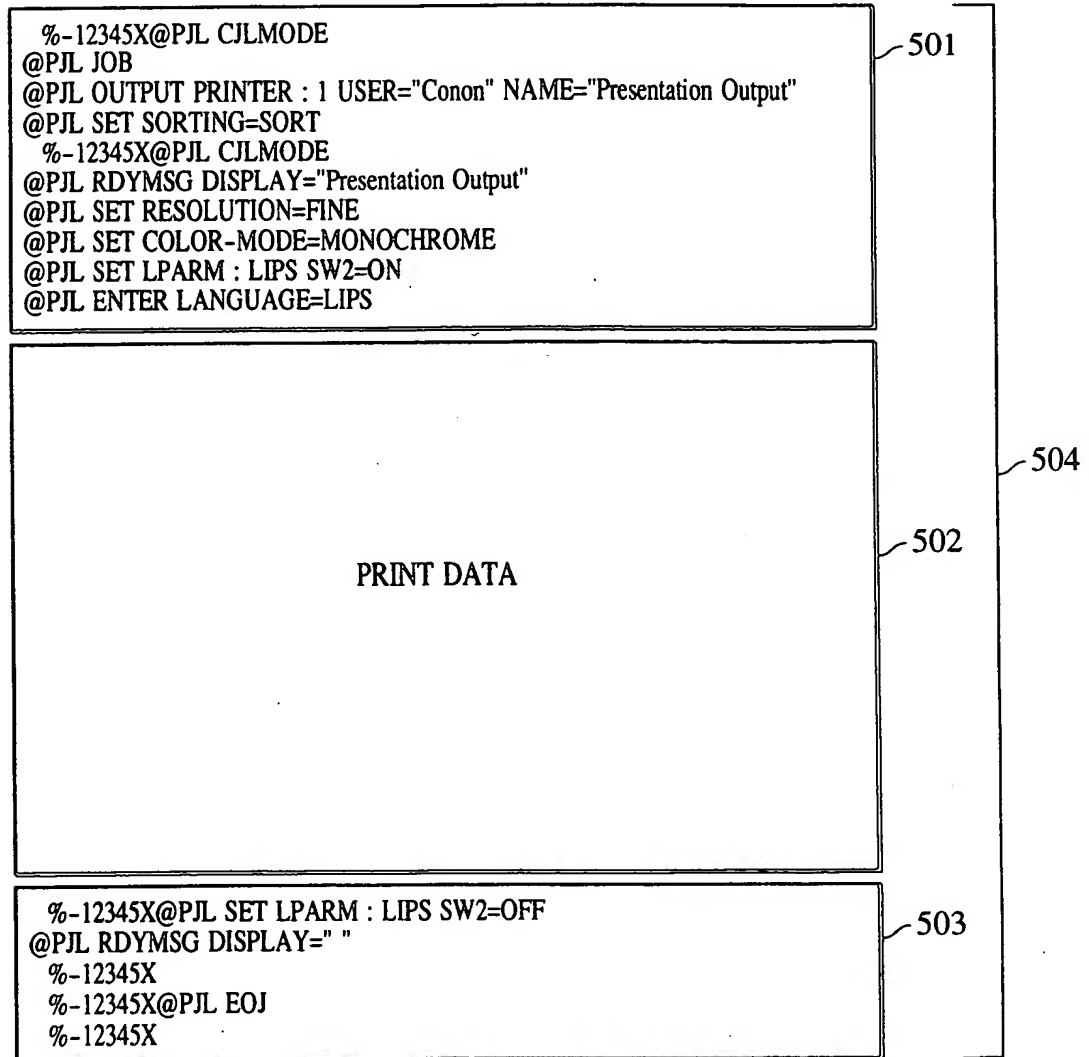 %-12345X@PJL CJLMODE
@PJL JOB
@PJL OUTPUT PRINTER : 1 USER="Conon" NAME="Presentation Output"
@PJL SET SORTING=SORT
%-12345X@PJL CJLMODE
@PJL RDYMSG DISPLAY="Presentation Output"
@PJL SET RESOLUTION=FINE
@PJL SET COLOR-MODE=MONOCHROME
@PJL SET LPARM : LIPS SW2=ON
@PJL ENTER LANGUAGE=LIPS
501
PRINT DATA
502
504
%-12345X@PJL SET LPARM : LIPS SW2=OFF
@PJL RDYMSG DISPLAY=" "
%-12345X
%-12345X@PJL EOJ
%-12345X
503